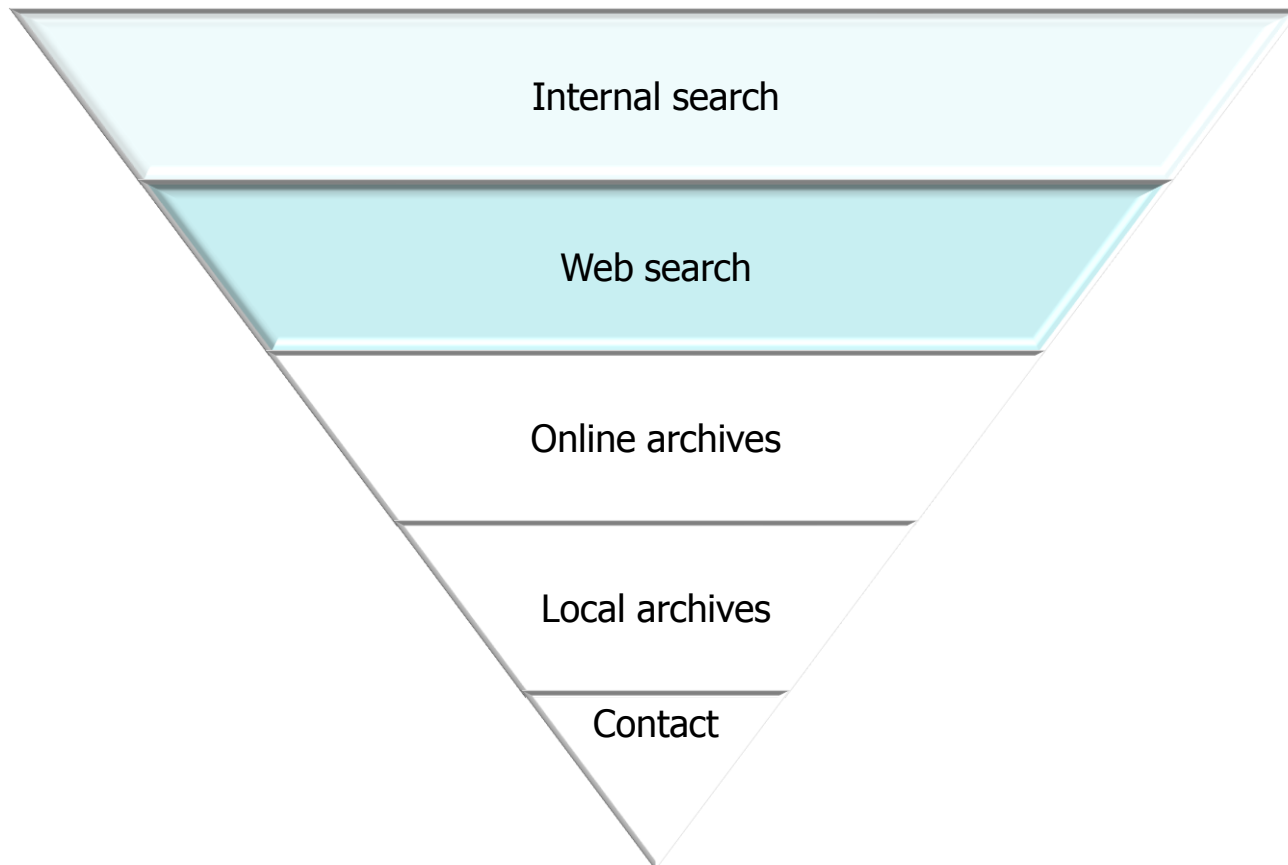 Internal search
Web search
Online archives
Local archives
Contact